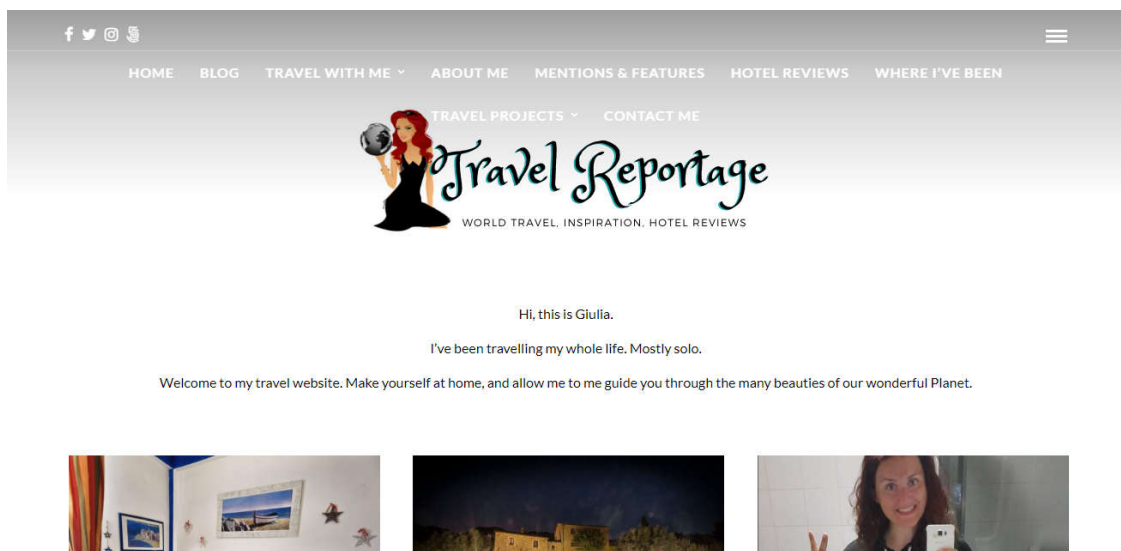 HOME BLOG TRAVEL WITH ME ABOUT ME MENTIONS & FEATURES HOTEL REVIEWS WHERE I'VE BEEN
TRAVEL PROJECTS CONTACT ME
Travel Reportage
WORLD TRAVEL, INSPIRATION, HOTEL REVIEWS
Hi, this is Giulia.
I've been travelling my whole life. Mostly solo.
Welcome to my travel website. Make yourself at home, and allow me to me guide you through the many beauties of our wonderful Planet.